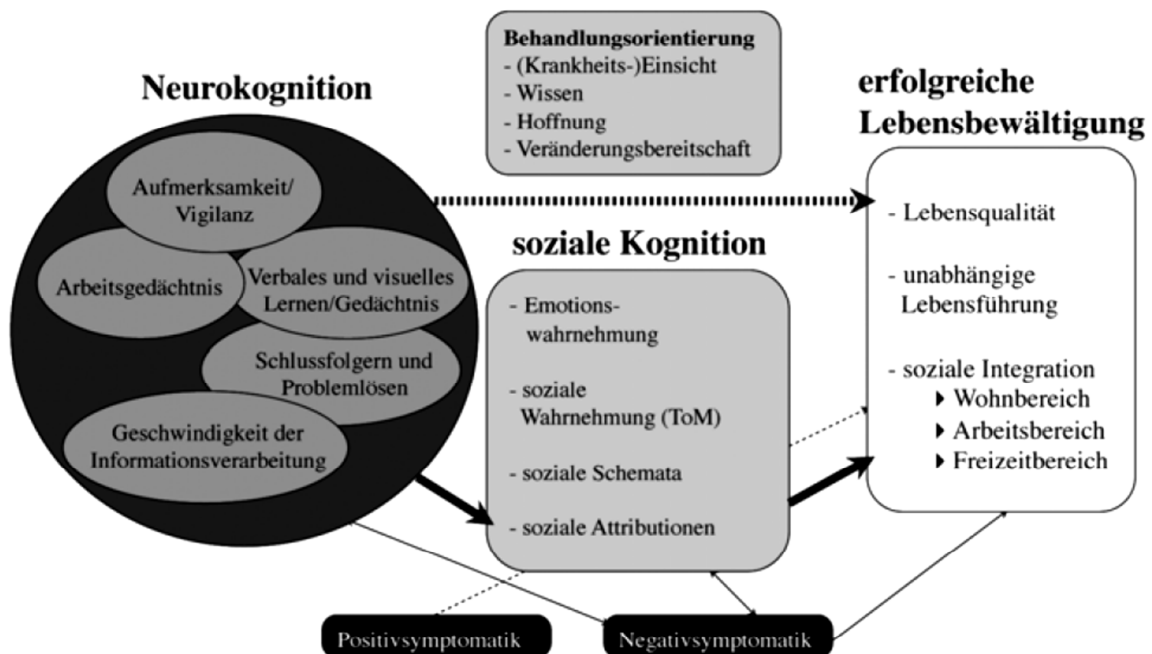 Behandlungsorientierung
- (Krankheits-)Einsicht
- Wissen
- Hoffnung
- Veränderungsbereitschaft
Neurokognition
Aufmerksamkeit/
Vigilanz
Arbeitsgedächtnis
Verbales und visuelles
Lernen/Gedächtnis
Schlussfolgern und
Problemlösen
Geschwindigkeit der
Informationsverarbeitung
soziale Kognition
- Emotions-
wahrnehmung
- soziale
Wahrnehmung (ToM)
- soziale Schemata
- soziale Attributionen
erfolgreiche
Lebensbewältigung
- Lebensqualität
- unabhängige
Lebensführung
- soziale Integration
Wohnbereich
Arbeitsbereich
Freizeitbereich
Positivsymptomatik
Negativsymptomatik